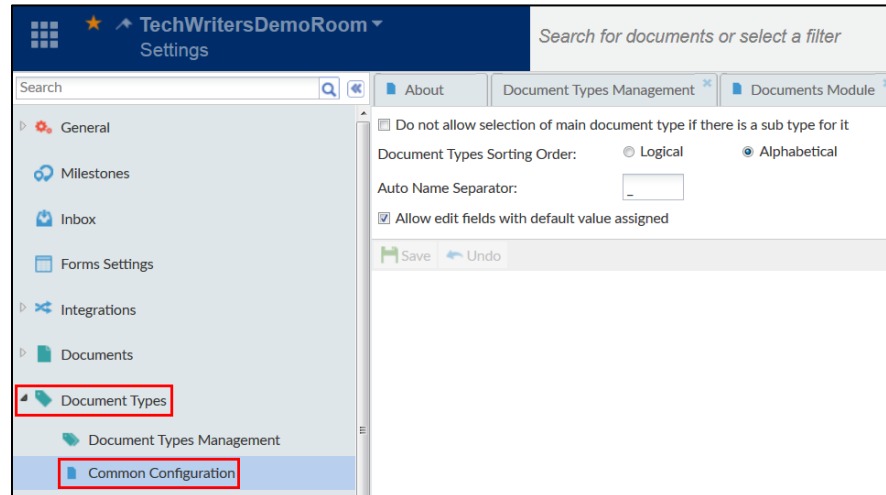 TechWritersDemoRoom
Settings
Search for documents or select a filter
Search
About
Document Types Management
Documents Module
General
Milestones
Inbox
Forms Settings
Integrations
Documents
Document Types
Document Types Management
Common Configuration
Do not allow selection of main document type if there is a sub type for it
Document Types Sorting Order: Logical Alphabetical
Auto Name Separator: _
Allow edit fields with default value assigned
Save Undo